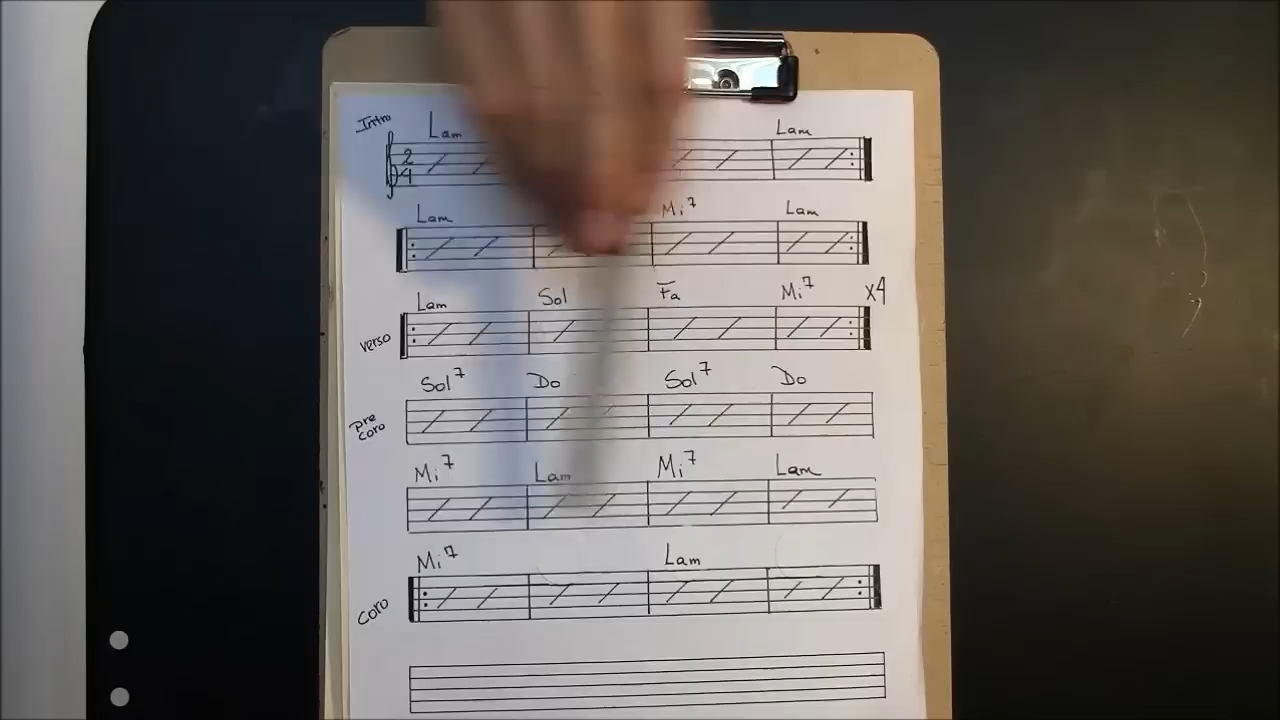 Intro
Lam Lam
2
4
Lam Mi7 Lam
Lam Sol Fa Mi7 x4
verso
Sol7 Do Sol7 Do
Pre
coro
Mi7 Lam Mi7 Lam
Mi7 Lam
coro